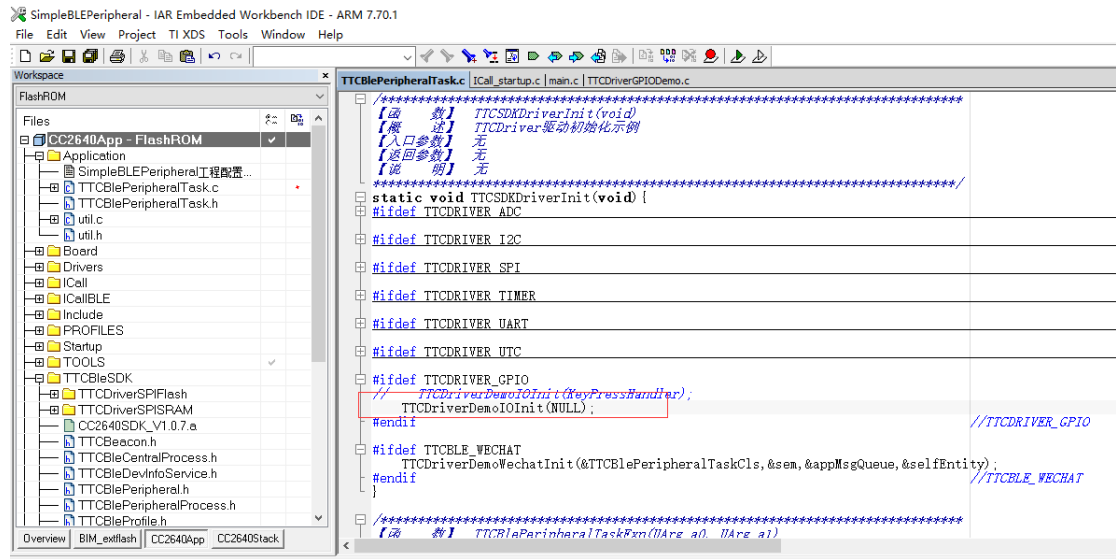 SimpleBLEPeripheral - IAR Embedded Workbench IDE - ARM 7.70.1
File Edit View Project TI XDS Tools Window Help
Workspace
FlashROM
Files
CC2640App - FlashROM
Application
SimpleBLEPeripheral工程配置...
TTCBlePeripheralTask.c
TTCBlePeripheralTask.h
util.c
util.h
Board
Drivers
ICall
ICallBLE
Include
PROFILES
Startup
TOOLS
TTCBleSDK
TTCDriverSPIFlash
TTCDriverSPISRAM
CC2640SDK_V1.0.7.a
TTCBeacon.h
TTCBleCentralProcess.h
TTCBleDevInfoService.h
TTCBlePeripheral.h
TTCBlePeripheralProcess.h
TTCBleProfile.h
Overview BIM_extflash CC2640App CC2640Stack
TTCBlePeripheralTask.c ICall_startup.c main.c TTCDriverGPIODemo.c
/*******************************************************************************
【函 数】 TTCSDKDriverInit(void)
【概 述】 TTCDriver驱动初始化示例
【入口参数】 无
【返回参数】 无
【说 明】 无
*******************************************************************************/
static void TTCSDKDriverInit(void){
#ifdef TTCDRIVER_ADC
#ifdef TTCDRIVER_I2C
#ifdef TTCDRIVER_SPI
#ifdef TTCDRIVER_TIMER
#ifdef TTCDRIVER_UART
#ifdef TTCDRIVER_UTC
#ifdef TTCDRIVER_GPIO
// TTCDriverDemoIOInit(KeyPressHandler);
TTCDriverDemoIOInit(NULL);
#endif //TTCDRIVER_GPIO
#ifdef TTCBLE_WECHAT
TTCDriverDemoWechatInit(&TTCBlePeripheralTaskCls,&sem,&appMsgQueue,&selfEntity);
#endif //TTCBLE_WECHAT
}
/*******************************************************************************
【函 数】 TTCBlePeripheralTaskFxn(UArg a0, UArg a1)